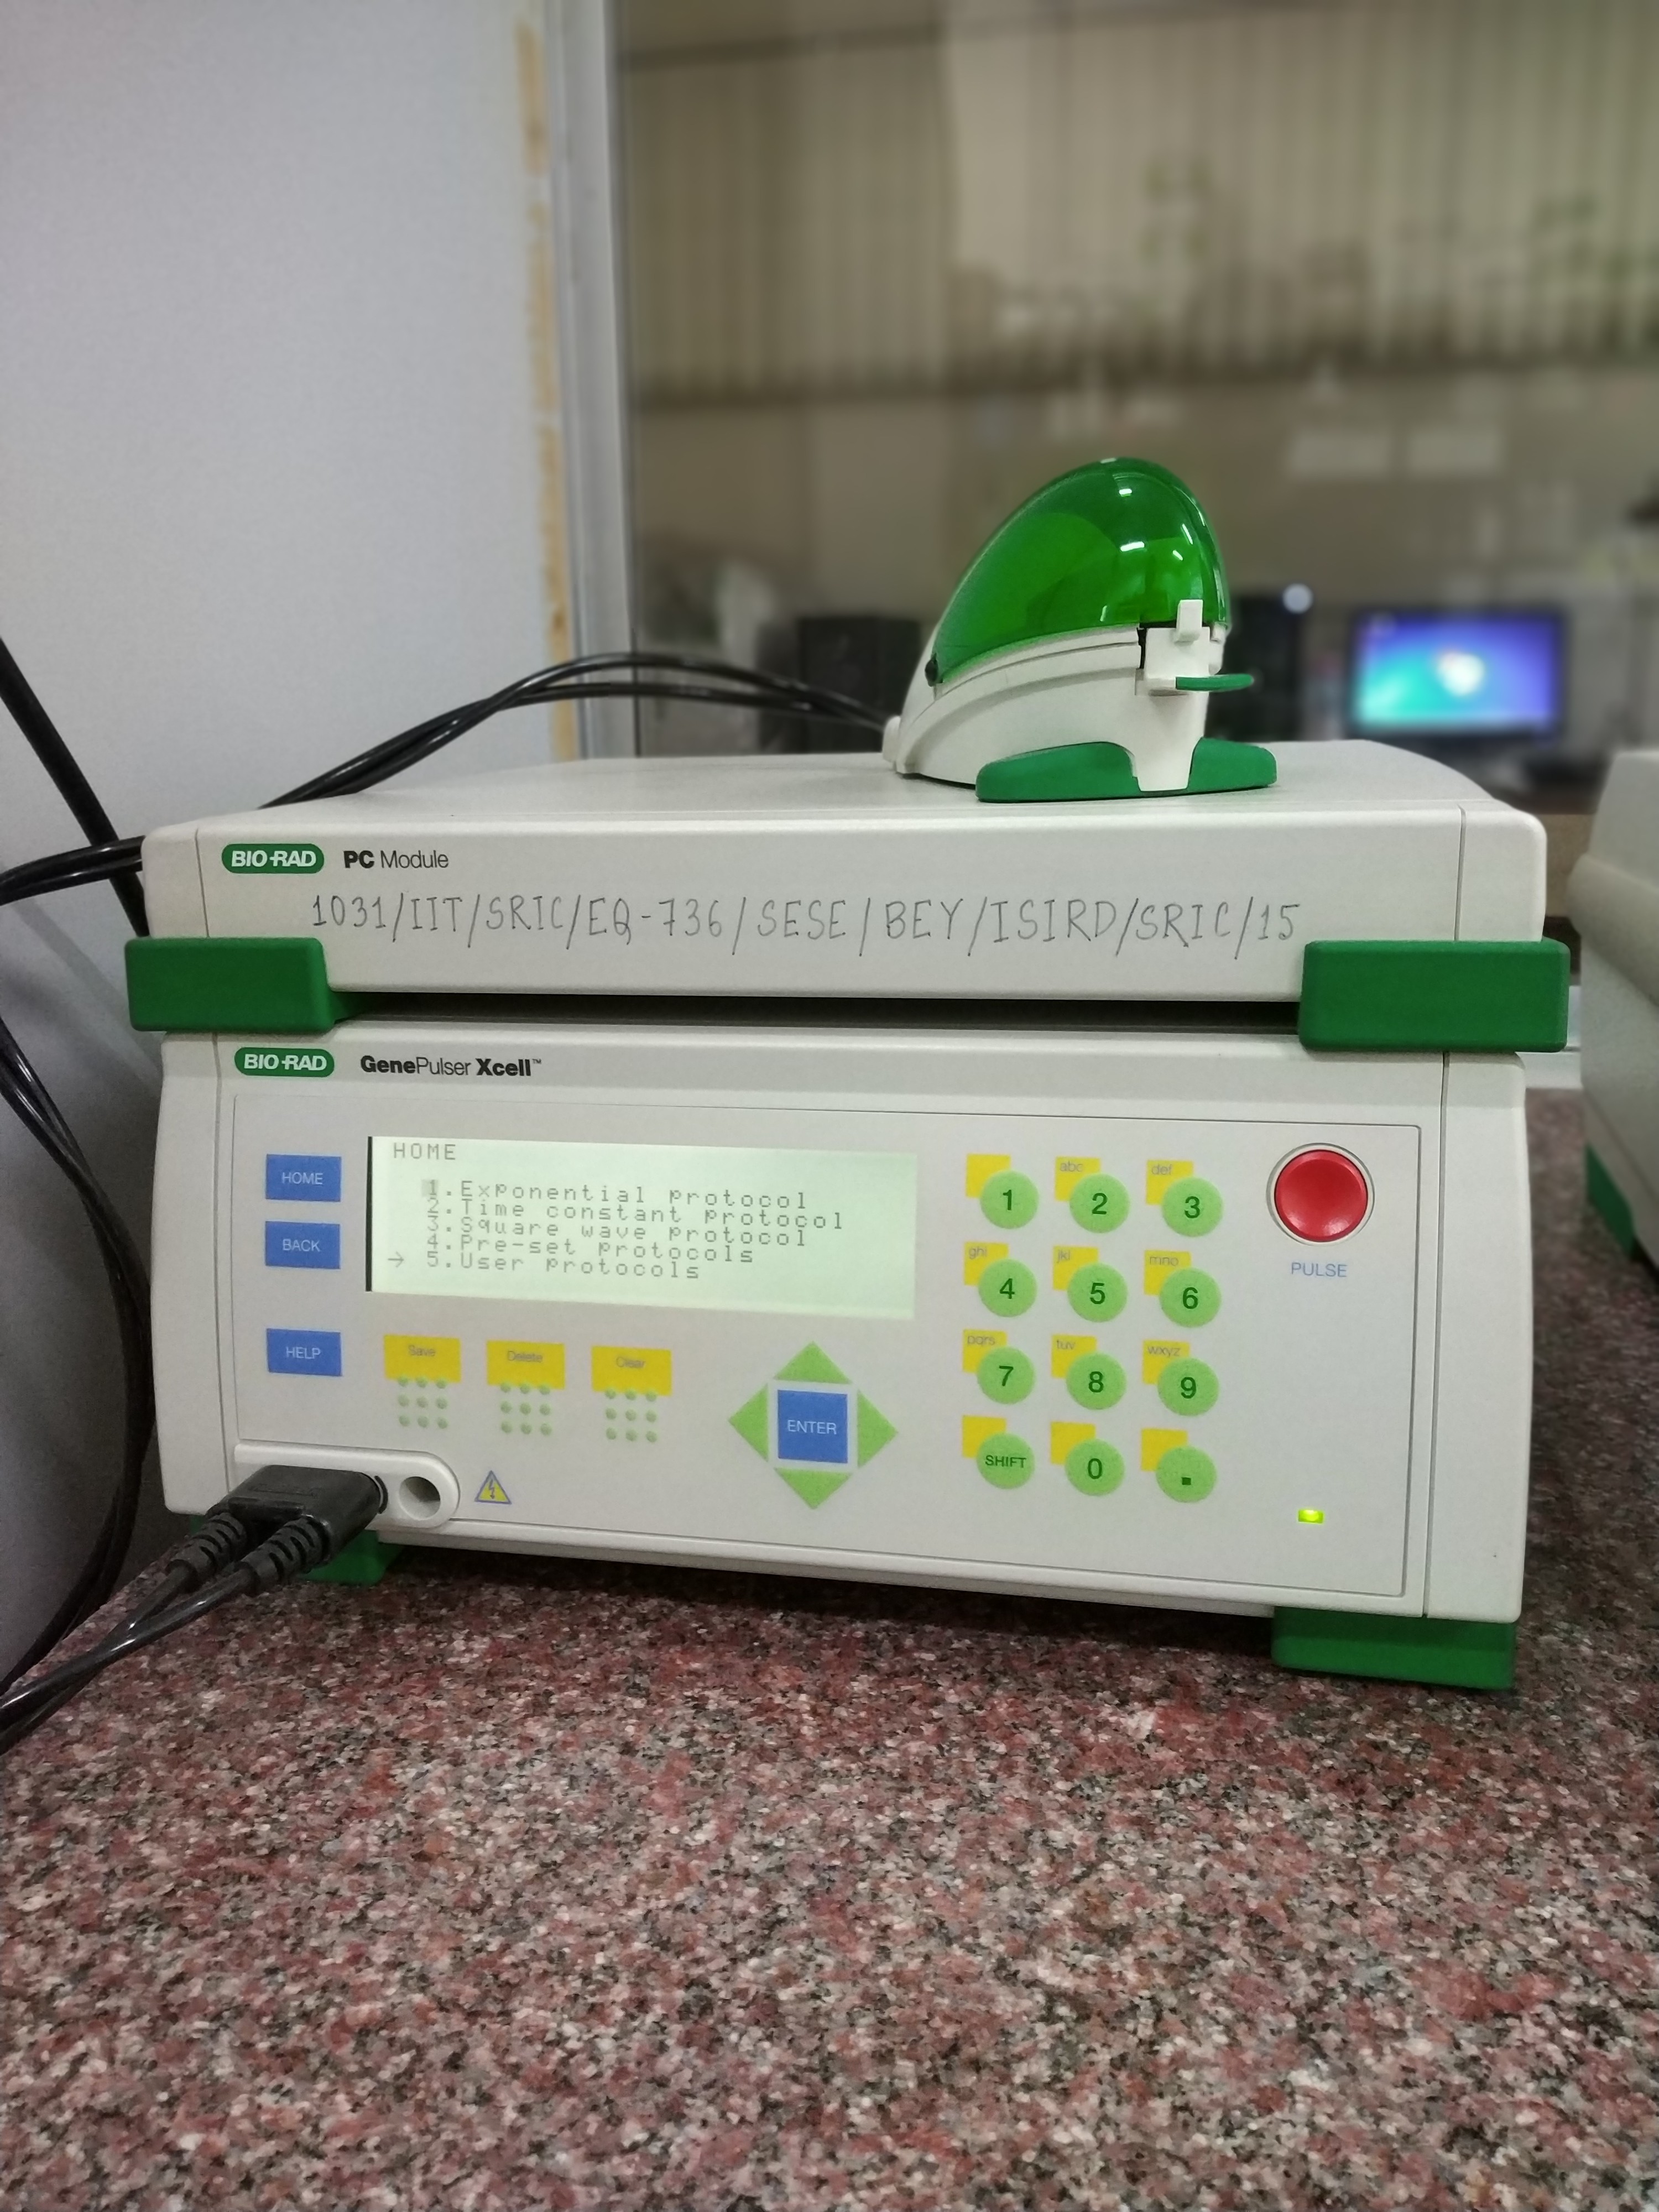 BIO-RAD PC Module
1031/IIT/SRIC/EQ-736/SESE/BEY/ISIRD/SRIC/15
BIO-RAD GenePulser Xcell™
HOME
1.Exponential protocol
2.Time constant protocol
3.Square wave protocol
4.Pre-set protocols
→ 5.User protocols
HOME
BACK
HELP
Save Delete Clear
ENTER
1 abc 2 def 3
ghi 4 jkl 5 mno 6
pqrs 7 tuv 8 wxyz 9
SHIFT 0 .
PULSE